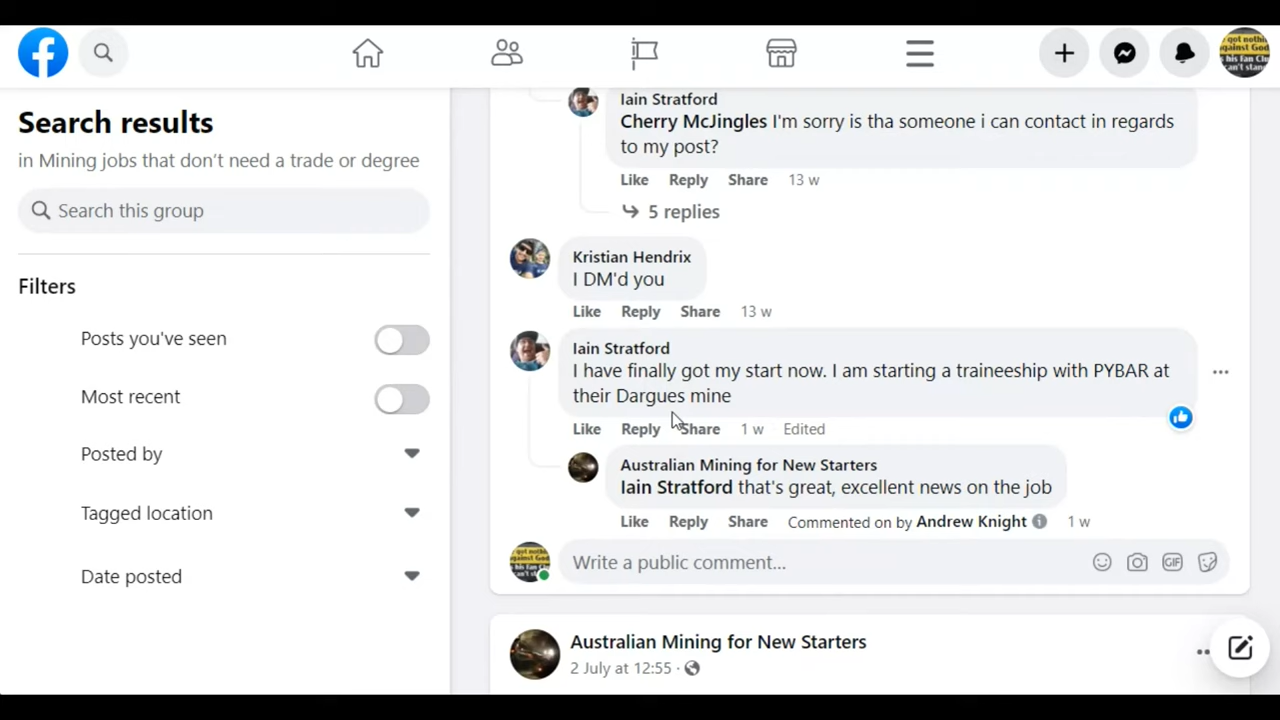 Search results
in Mining jobs that don't need a trade or degree
Search this group
Filters
Posts you've seen
Most recent
Posted by
Tagged location
Date posted
Iain Stratford
Cherry McJingles I'm sorry is tha someone i can contact in regards
to my post?
Like Reply Share 13 w
5 replies
Kristian Hendrix
I DM'd you
Like Reply Share 13 w
Iain Stratford
I have finally got my start now. I am starting a traineeship with PYBAR at
their Dargues mine
Like Reply Share 1 w Edited
Australian Mining for New Starters
Iain Stratford that's great, excellent news on the job
Like Reply Share Commented on by Andrew Knight 1 w
Write a public comment...
GIF
Australian Mining for New Starters
2 July at 12:55 ·